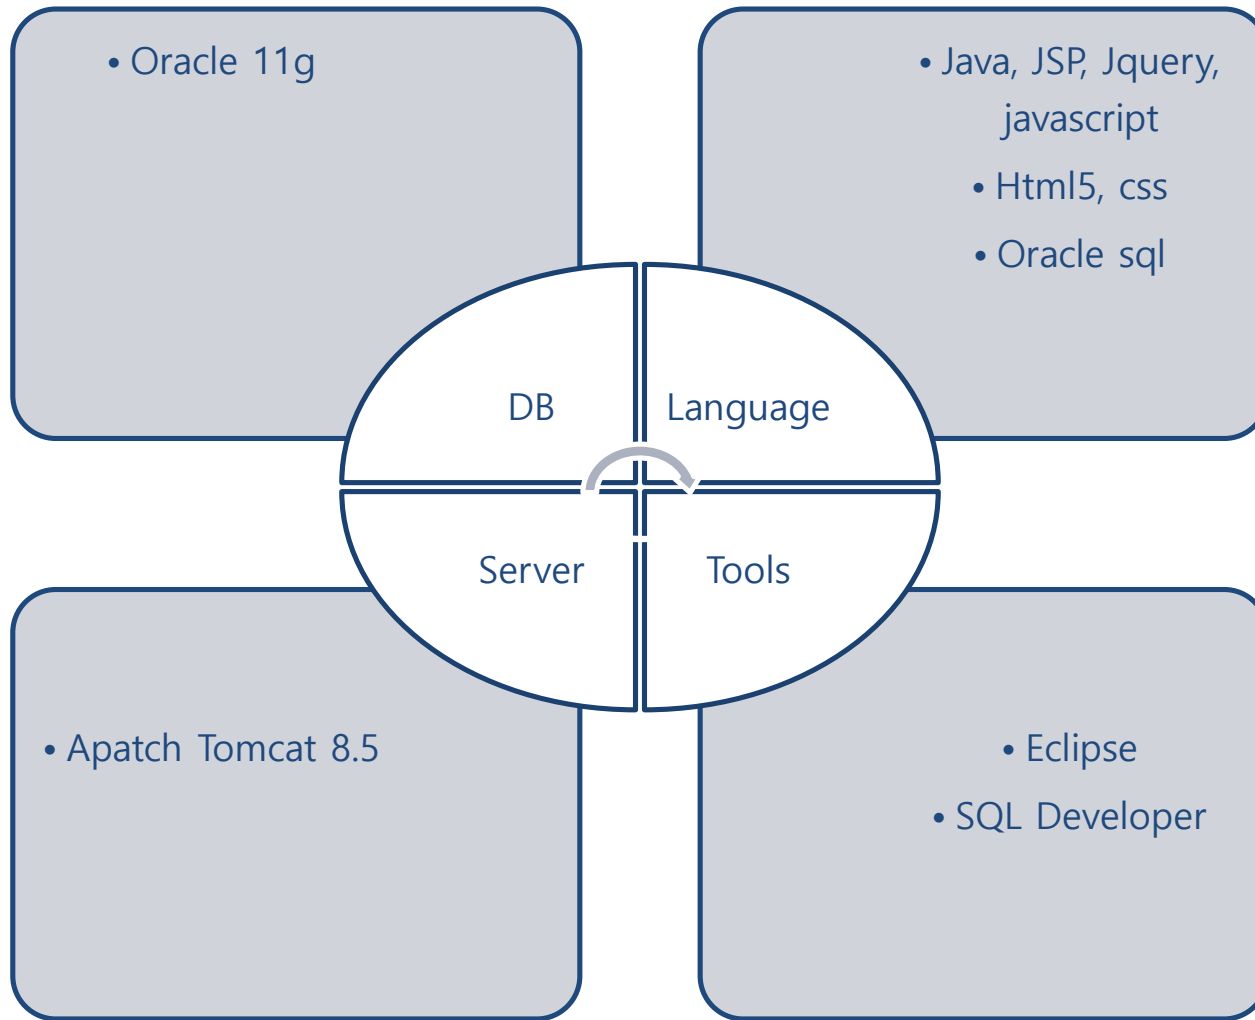 • Oracle 11g
• Java, JSP, Jquery,
javascript
• Html5, css
• Oracle sql
DB
Language
Server
Tools
• Apatch Tomcat 8.5
• Eclipse
• SQL Developer